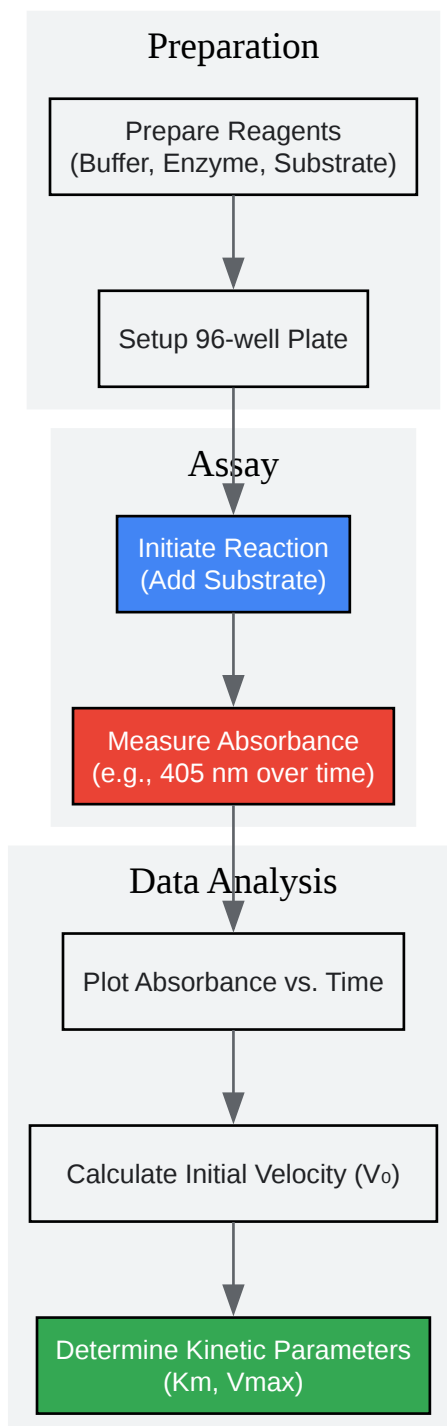 Preparation
Prepare Reagents
(Buffer, Enzyme, Substrate)
Setup 96-well Plate
Assay
Initiate Reaction
(Add Substrate)
Measure Absorbance
(e.g., 405 nm over time)
Data Analysis
Plot Absorbance vs. Time
Calculate Initial Velocity (V₀)
Determine Kinetic Parameters
(Km, Vmax)